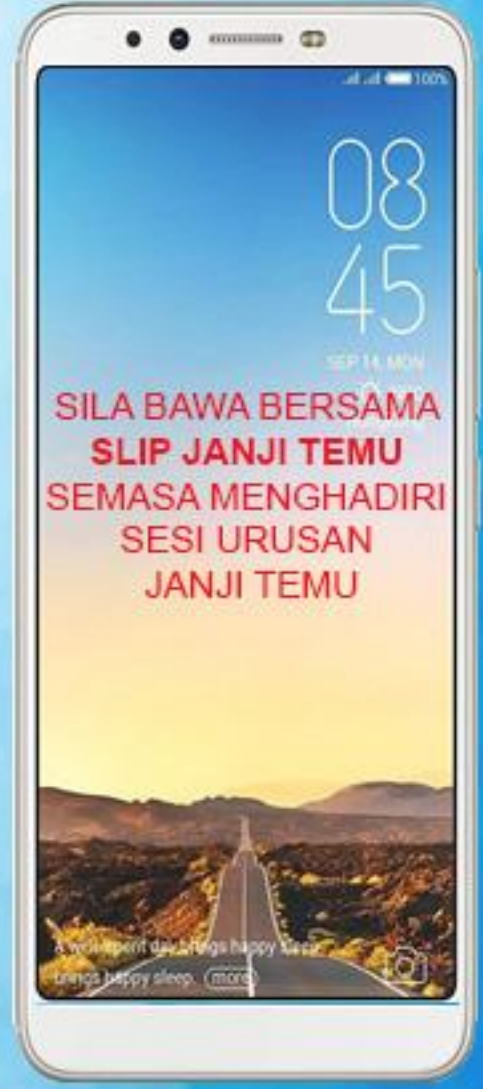 100%
08
45
SEP 14, MON
SILA BAWA BERSAMA
SLIP JANJI TEMU
SEMASA MENGHADIRI
SESI URUSAN
JANJI TEMU
A well-spent day brings happy sleep
brings happy sleep. (more)